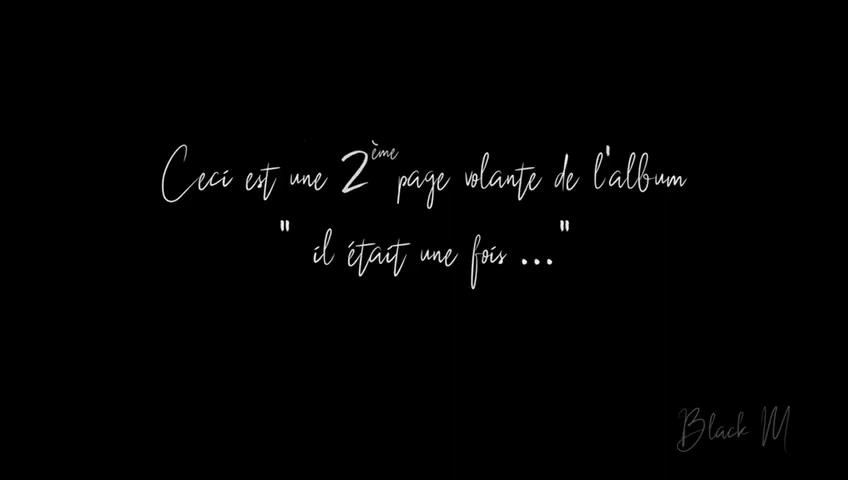 Ceci est une 2ème page volante de l'album
" il était une fois ..."
Black M